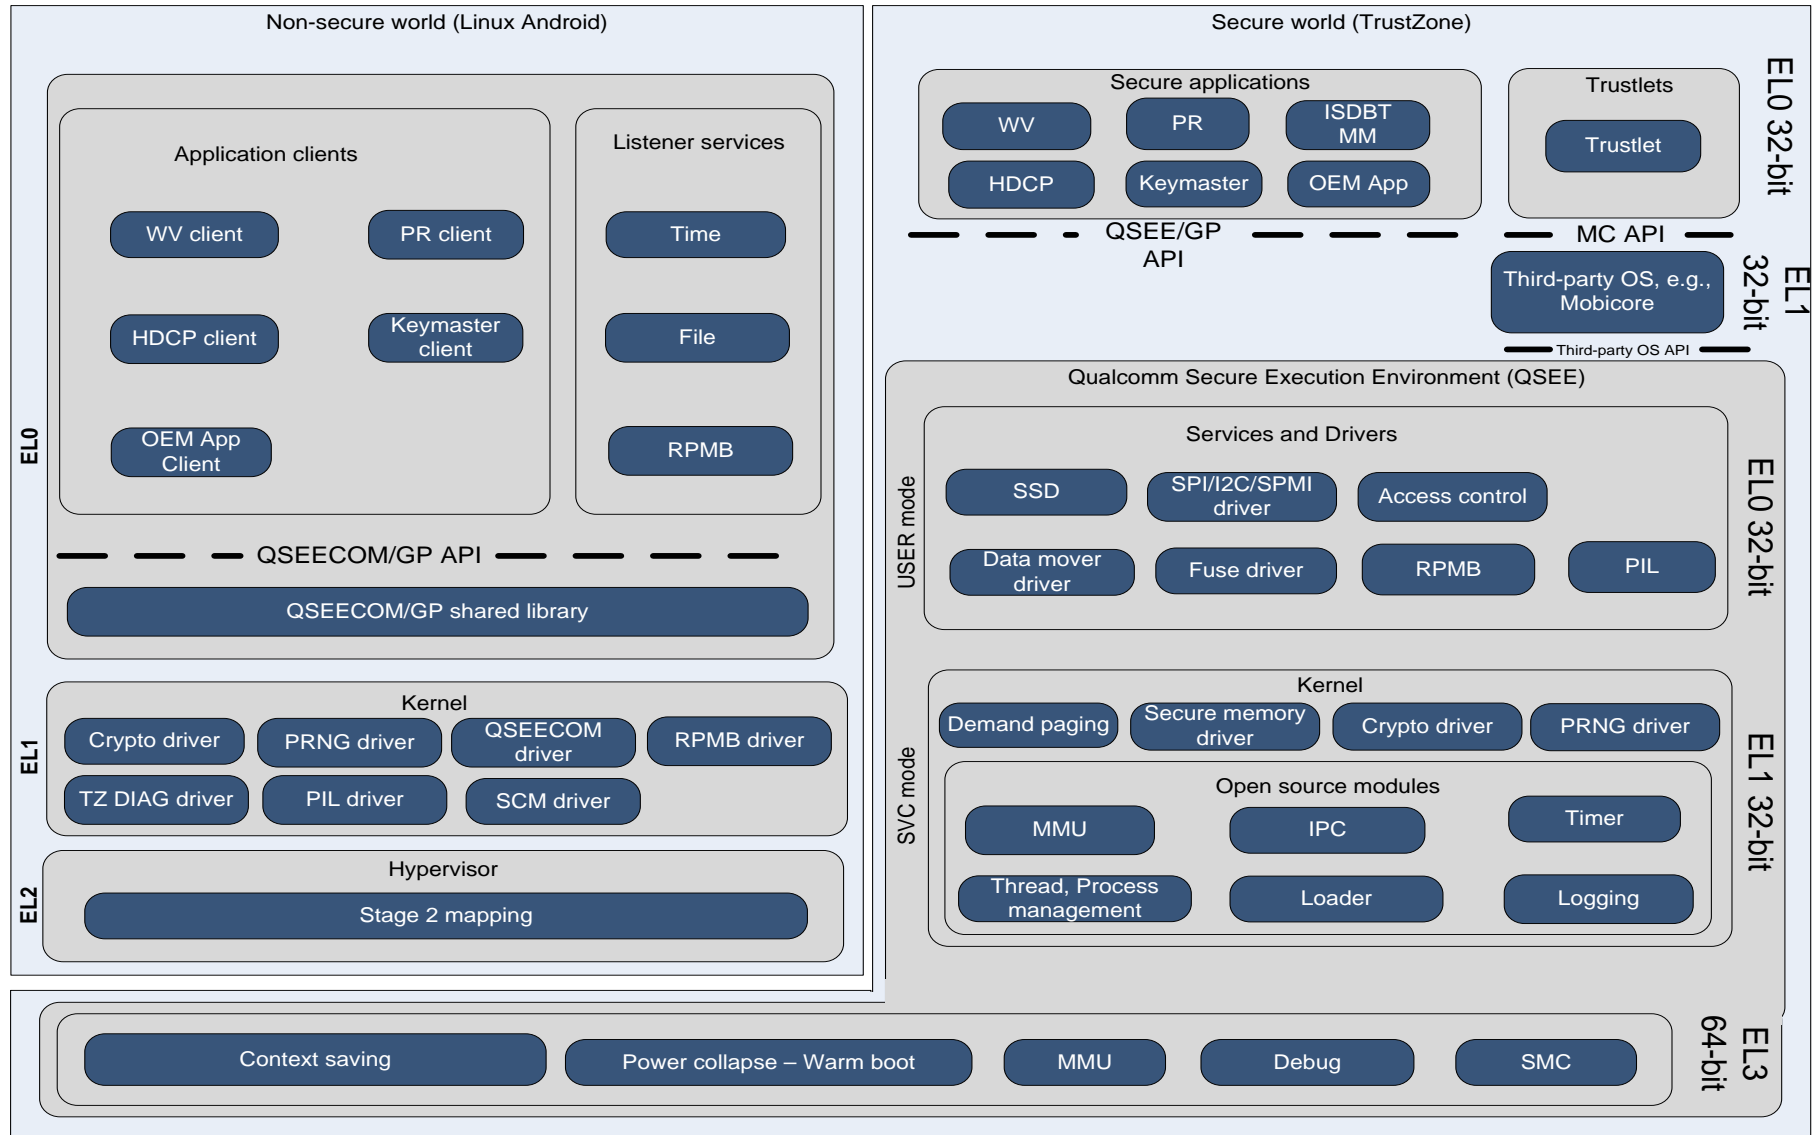 Non-secure world (Linux Android)
Application clients
WV client
PR client
HDCP client
Keymaster
client
OEM App
Client
Listener services
Time
File
RPMB
EL0
QSEECOM/GP API
QSEECOM/GP shared library
Kernel
Crypto driver
PRNG driver
QSEECOM
driver
RPMB driver
TZ DIAG driver
PIL driver
SCM driver
EL1
Hypervisor
Stage 2 mapping
EL2
Secure world (TrustZone)
Secure applications
WV
PR
ISDBT
MM
HDCP
Keymaster
OEM App
Trustlets
Trustlet
EL0 32-bit
QSEE/GP
API
MC API
Third-party OS, e.g.,
Mobicore
EL1
32-bit
Third-party OS API
Qualcomm Secure Execution Environment (QSEE)
Services and Drivers
SSD
SPI/I2C/SPMI
driver
Access control
Data mover
driver
Fuse driver
RPMB
PIL
USER mode
EL0 32-bit
Kernel
Demand paging
Secure memory
driver
Crypto driver
PRNG driver
Open source modules
MMU
IPC
Timer
Thread, Process
management
Loader
Logging
SVC mode
EL1 32-bit
Context saving
Power collapse – Warm boot
MMU
Debug
SMC
EL3
64-bit